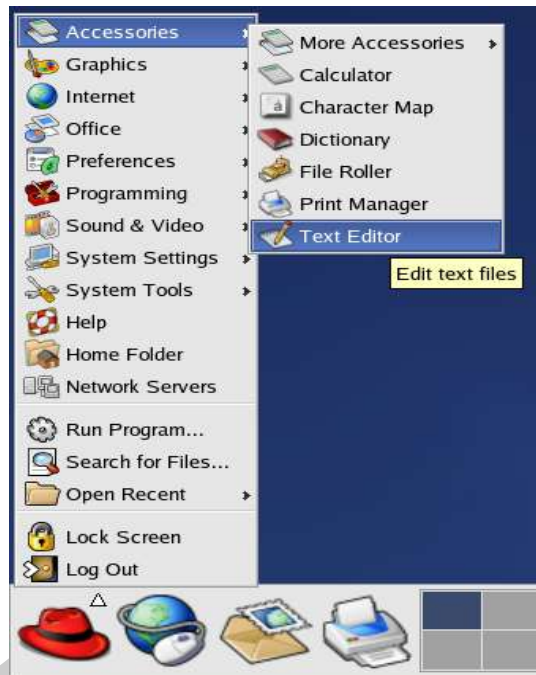 Accessories
Graphics
Internet
Office
Preferences
Programming
Sound & Video
System Settings
System Tools
Help
Home Folder
Network Servers
Run Program...
Search for Files...
Open Recent
Lock Screen
Log Out
More Accessories
Calculator
á Character Map
Dictionary
File Roller
Print Manager
Text Editor
Edit text files